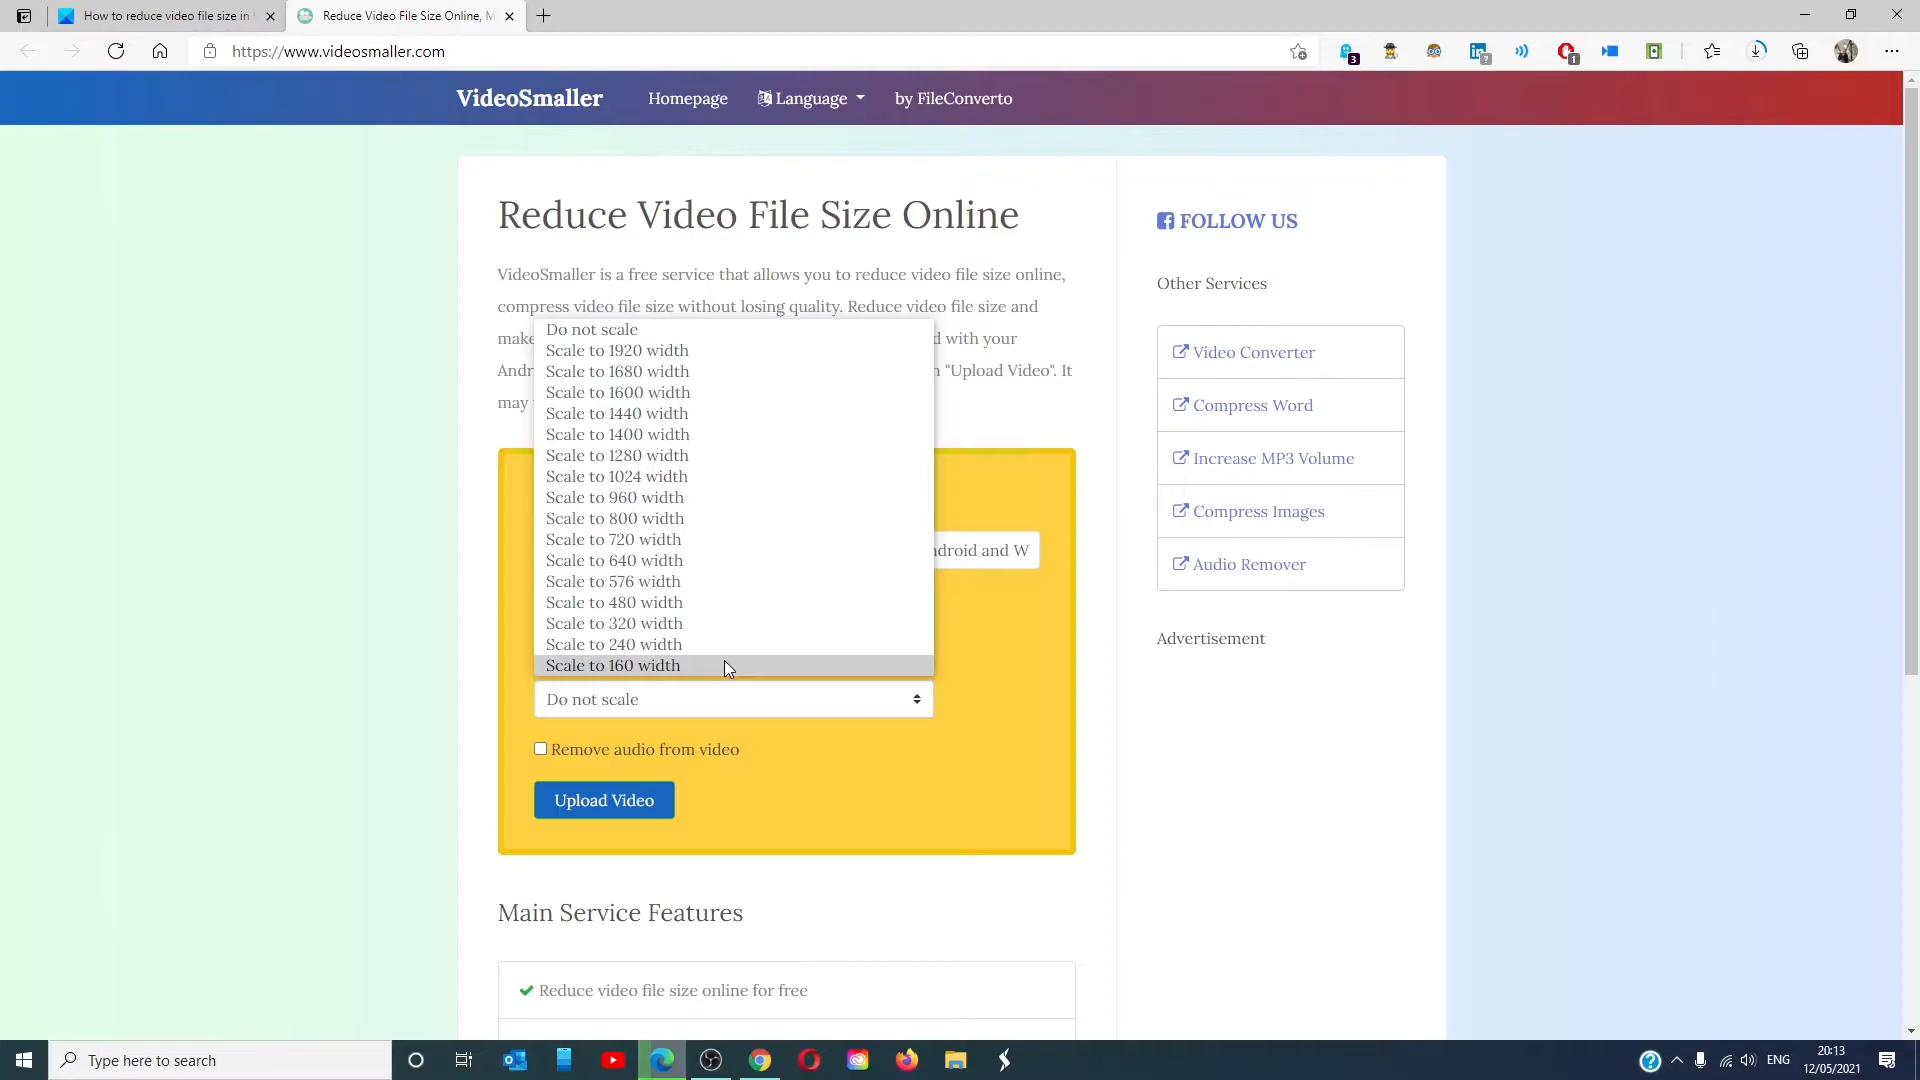 How to reduce video file size in
Reduce Video File Size Online, M
https://www.videosmaller.com
3
?
1
VideoSmaller
Homepage
Language
by FileConverto
Reduce Video File Size Online
VideoSmaller is a free service that allows you to reduce video file size online,
compress video file size without losing quality. Reduce video file size and
make
d with your
Andr
n "Upload Video". It
may
Do not scale
Scale to 1920 width
Scale to 1680 width
Scale to 1600 width
Scale to 1440 width
Scale to 1400 width
Scale to 1280 width
Scale to 1024 width
Scale to 960 width
Scale to 800 width
Scale to 720 width
Scale to 640 width
Scale to 576 width
Scale to 480 width
Scale to 320 width
Scale to 240 width
Scale to 160 width
ndroid and W
Do not scale
Remove audio from video
Upload Video
Main Service Features
Reduce video file size online for free
FOLLOW US
Other Services
Video Converter
Compress Word
Increase MP3 Volume
Compress Images
Audio Remover
Advertisement
Type here to search
ENG
20:13
12/05/2021